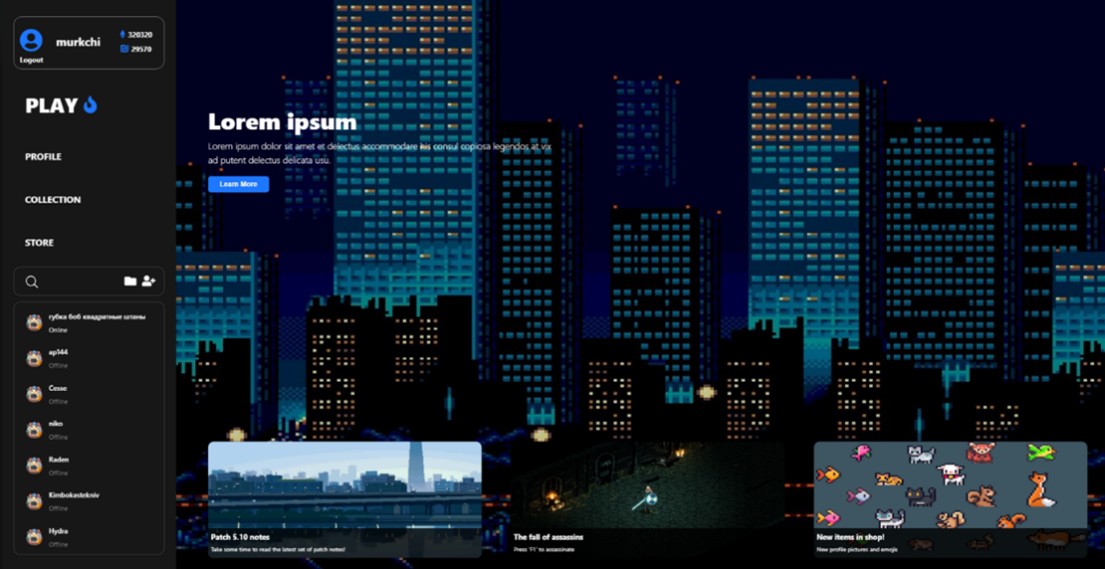 murkchi
320320
29570
Logout
PLAY
PROFILE
COLLECTION
STORE
губка боб квадратные штаны
Online
ap144
Offline
Cesse
Offline
niko
Offline
Raden
Offline
Kimbokastekniv
Offline
Hydra
Offline
Lorem ipsum
Lorem ipsum dolor sit amet et delectus accommodare his consul copiosa legendos at vix
ad putent delectus delicata usu.
Learn More
Patch 5.10 notes
Take some time to read the latest set of patch notes!
The fall of assassins
Press to assassinate
New items in shop!
New profile pictures and emojis